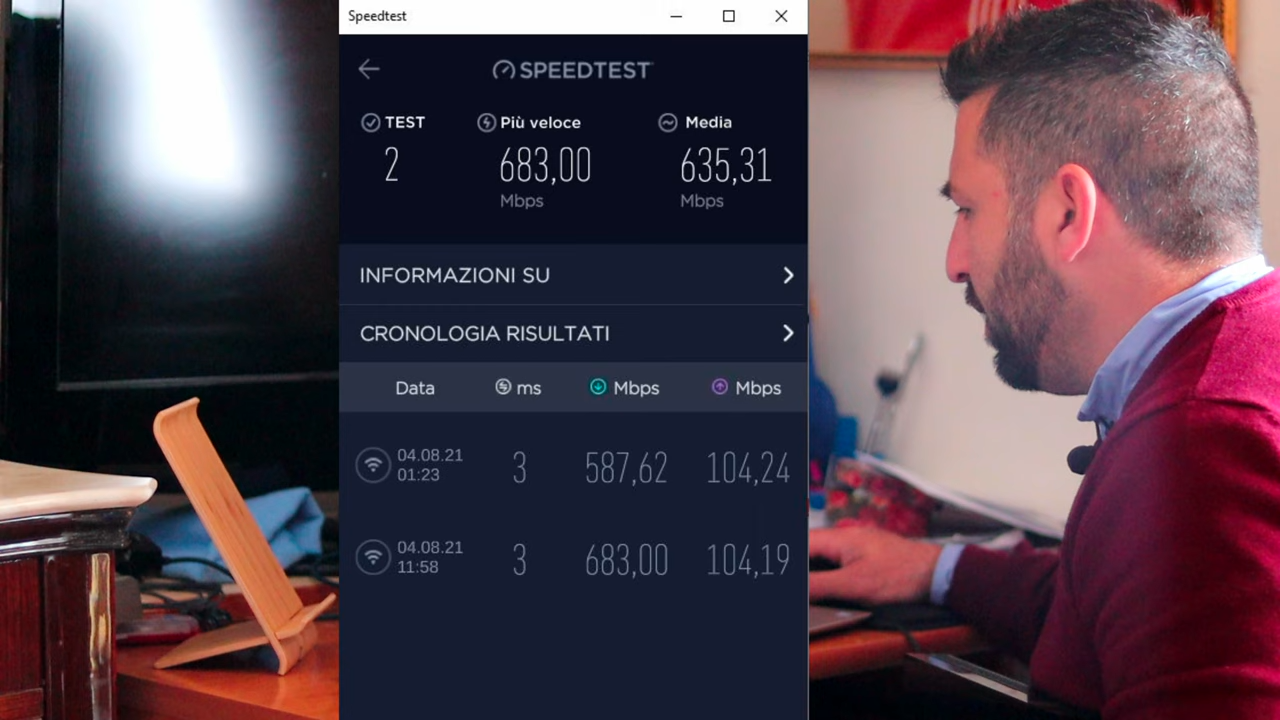 Speedtest
SPEEDTEST
TEST
Più veloce
Media
2
683,00
635,31
Mbps
Mbps
INFORMAZIONI SU
CRONOLOGIA RISULTATI
Data
ms
Mbps
Mbps
04.08.21
01:23
3
587,62
104,24
04.08.21
11:58
3
683,00
104,19